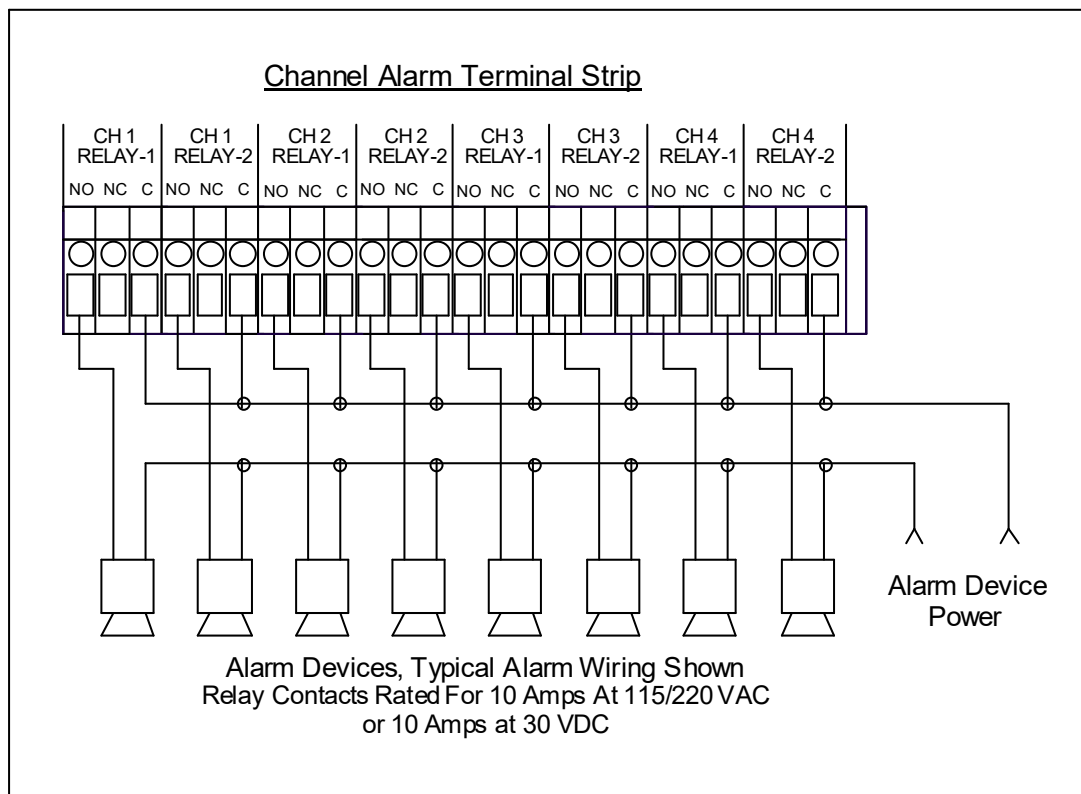 Channel Alarm Terminal Strip
CH 1 CH 1 CH 2 CH 2 CH 3 CH 3 CH 4 CH 4
RELAY-1 RELAY-2 RELAY-1 RELAY-2 RELAY-1 RELAY-2 RELAY-1 RELAY-2
NO NC C NO NC C NO NC C NO NC C NO NC C NO NC C NO NC C NO NC C
Alarm Device
Power
Alarm Devices, Typical Alarm Wiring Shown
Relay Contacts Rated For 10 Amps At 115/220 VAC
or 10 Amps at 30 VDC